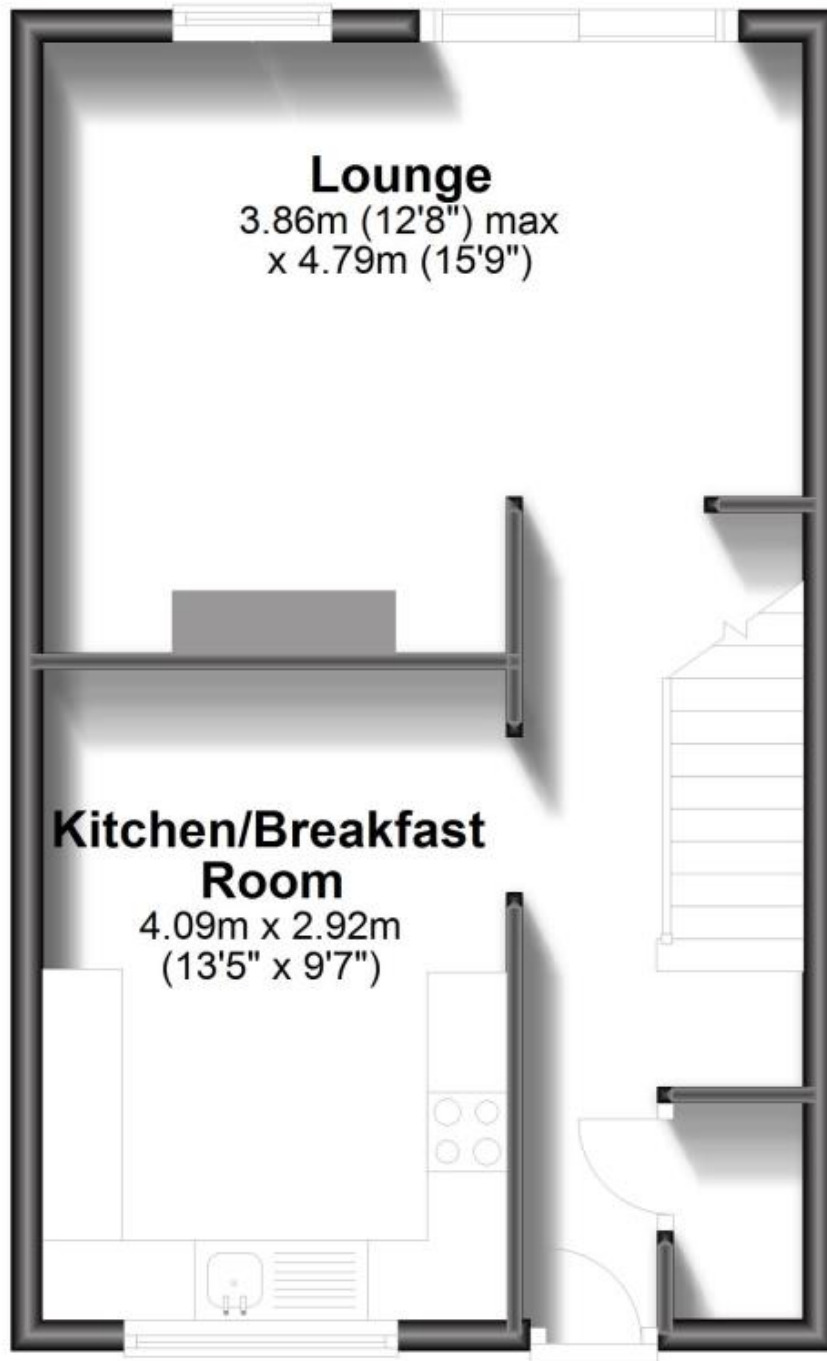 Lounge
3.86m (12'8") max
x 4.79m (15'9")
Kitchen/Breakfast
Room
4.09m x 2.92m
(13'5" x 9'7")